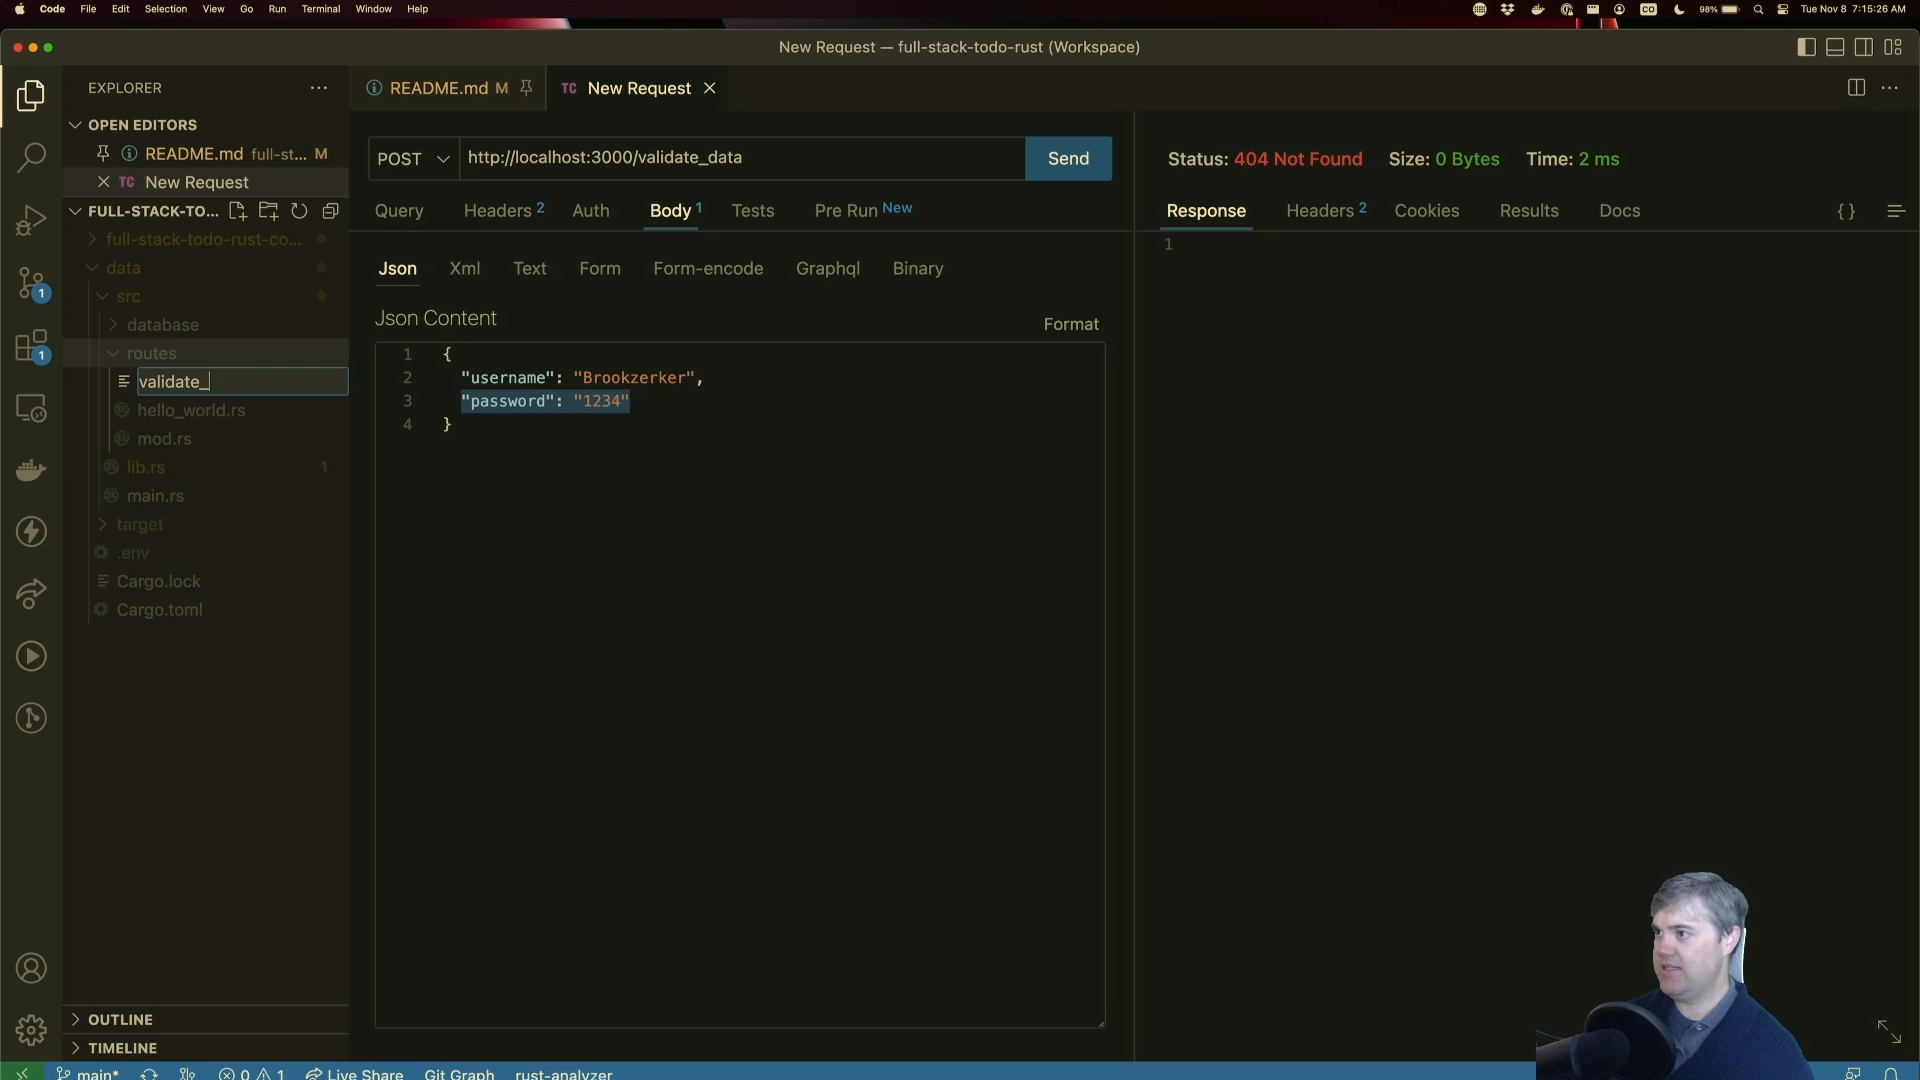 Code File Edit Selection View Go Run Terminal Window Help
CO 98% Tue Nov 8 7:15:26 AM
New Request — full-stack-todo-rust (Workspace)
EXPLORER
README.md M
TC New Request
OPEN EDITORS
README.md full-st... M
TC New Request
FULL-STACK-TO...
full-stack-todo-rust-co...
data
src
database
routes
validate_
hello_world.rs
mod.rs
lib.rs 1
main.rs
target
.env
Cargo.lock
Cargo.toml
OUTLINE
TIMELINE
1
1
POST http://localhost:3000/validate_data Send
Query Headers 2 Auth Body 1 Tests Pre Run New
Json Xml Text Form Form-encode Graphql Binary
Json Content
Format
1 {
2 "username": "Brookzerker",
3 "password": "1234"
4 }
Status: 404 Not Found Size: 0 Bytes Time: 2 ms
Response Headers 2 Cookies Results Docs {}
1
main* 0 1 Live Share Git Graph rust-analyzer